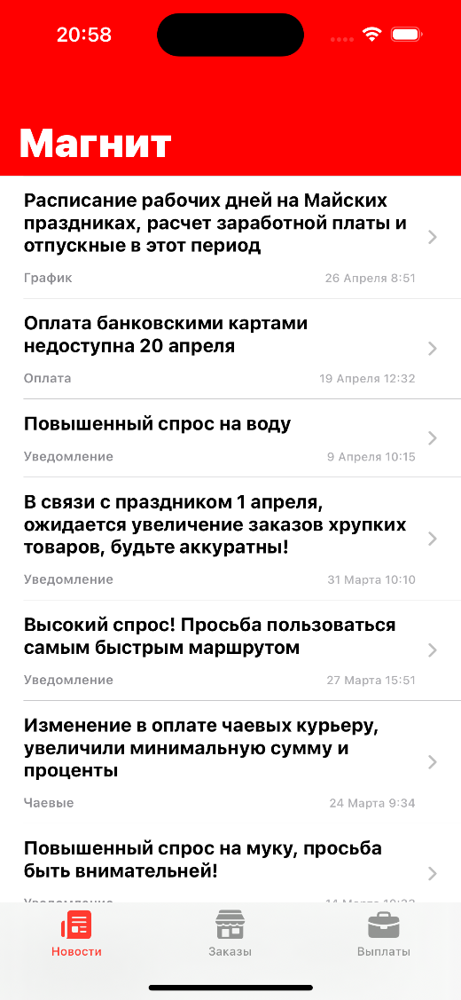 20:58
Магнит
Расписание рабочих дней на Майских
праздниках, расчет заработной платы и
отпускные в этот период
График 26 Апреля 8:51
Оплата банковскими картами
недоступна 20 апреля
Оплата 19 Апреля 12:32
Повышенный спрос на воду
Уведомление 9 Апреля 10:15
В связи с праздником 1 апреля,
ожидается увеличение заказов хрупких
товаров, будьте аккуратны!
Уведомление 31 Марта 10:10
Высокий спрос! Просьба пользоваться
самым быстрым маршрутом
Уведомление 27 Марта 15:51
Изменение в оплате чаевых курьеру,
увеличили минимальную сумму и
проценты
Чаевые 24 Марта 9:34
Повышенный спрос на муку, просьба
быть внимательней!
Уведомление 14 Марта
Новости Заказы Выплаты